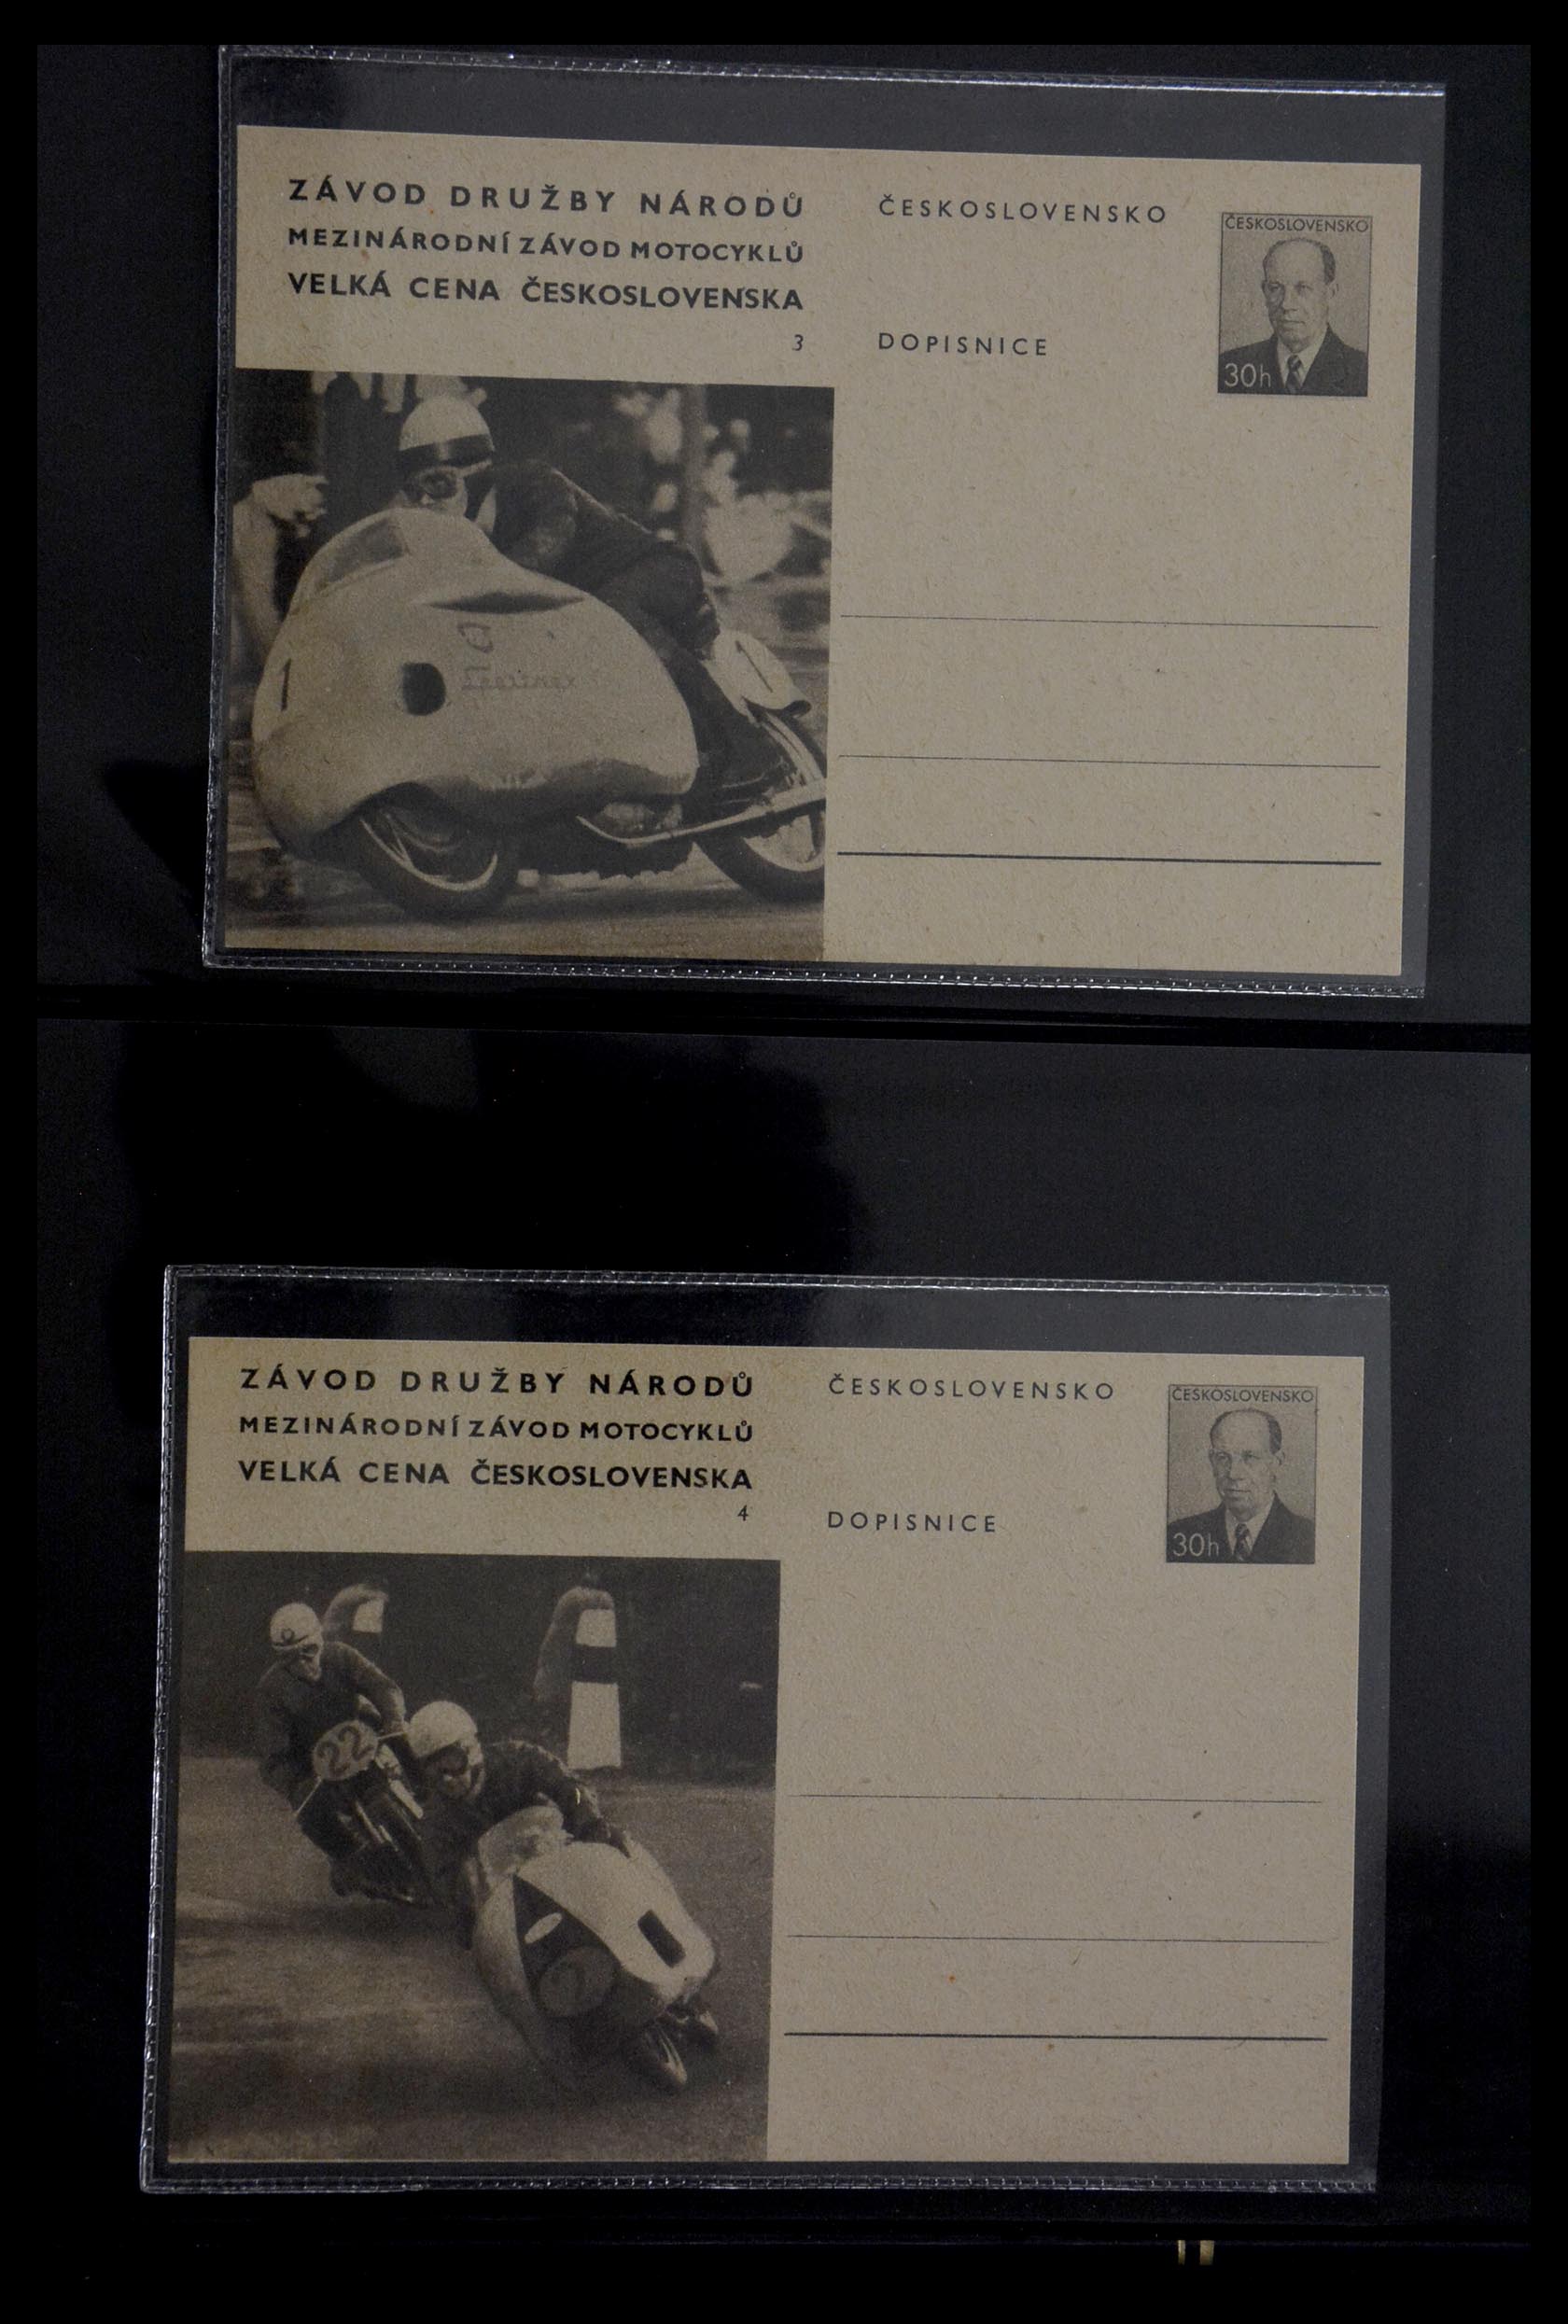 ZÁVOD DRUŽBY NÁRODŮ
MEZINÁRODNÍ ZÁVOD MOTOCYKLŮ
VELKÁ CENA ČESKOSLOVENSKA
3
ČESKOSLOVENSKO
DOPISNICE
ČESKOSLOVENSKO
30h
1
1
ZÁVOD DRUŽBY NÁRODŮ
MEZINÁRODNÍ ZÁVOD MOTOCYKLŮ
VELKÁ CENA ČESKOSLOVENSKA
4
ČESKOSLOVENSKO
DOPISNICE
ČESKOSLOVENSKO
30h
22